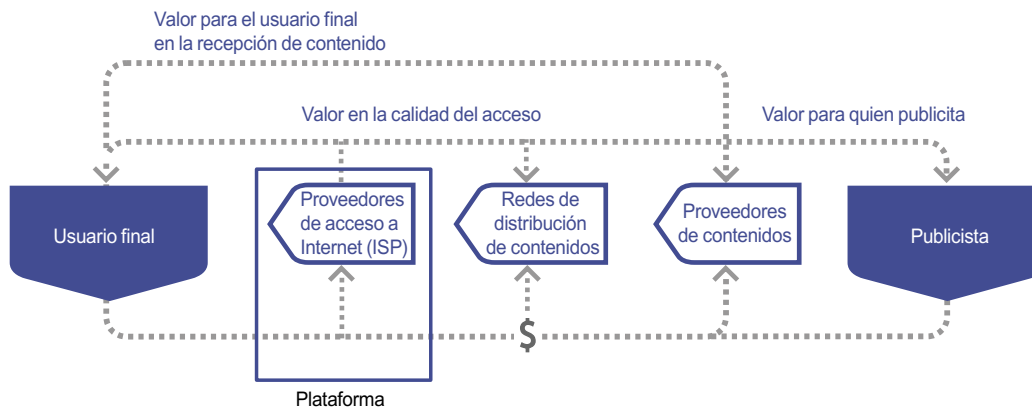 Valor para el usuario final
en la recepción de contenido
Valor en la calidad del acceso
Valor para quien publicita
Usuario final
Proveedores
de acceso a
Internet (ISP)
Redes de
distribución
de contenidos
Proveedores
de contenidos
Publicista
$
Plataforma